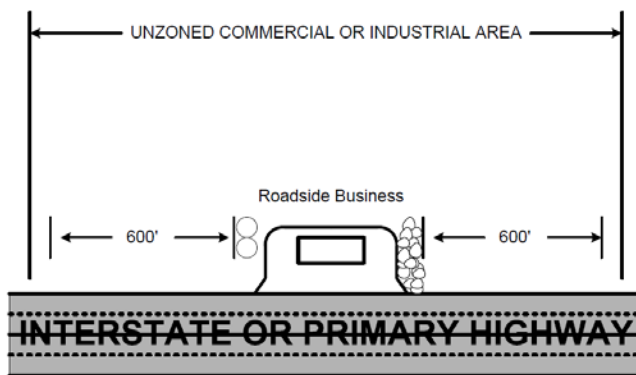 UNZONED COMMERCIAL OR INDUSTRIAL AREA
Roadside Business
600'
600'
INTERSTATE OR PRIMARY HIGHWAY